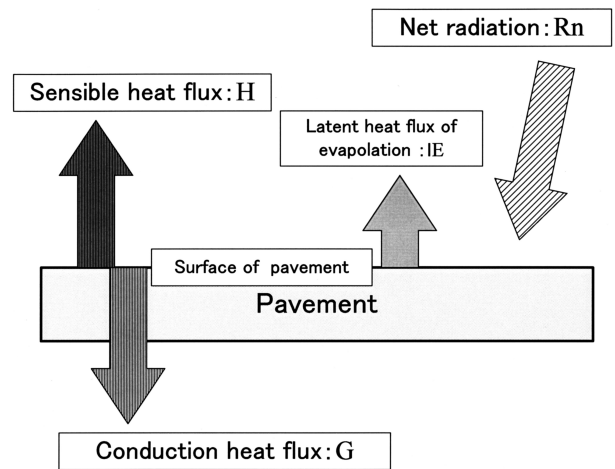 Net radiation：Rn
Sensible heat flux：H
Latent heat flux of
evapolation：lE
Surface of pavement
Pavement
Conduction heat flux：G